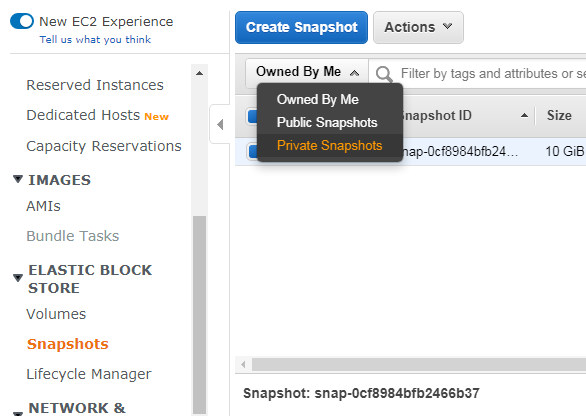 New EC2 Experience
Tell us what you think
Reserved Instances
Dedicated Hosts New
Capacity Reservations
IMAGES
AMIs
Bundle Tasks
ELASTIC BLOCK
STORE
Volumes
Snapshots
Lifecycle Manager
NETWORK &
Create Snapshot
Actions
Owned By Me
Filter by tags and attributes or se
Owned By Me
Public Snapshots
Private Snapshots
Snapshot ID
Size
nap-0cf8984bfb24...
10 GiB
Snapshot: snap-0cf8984bfb2466b37